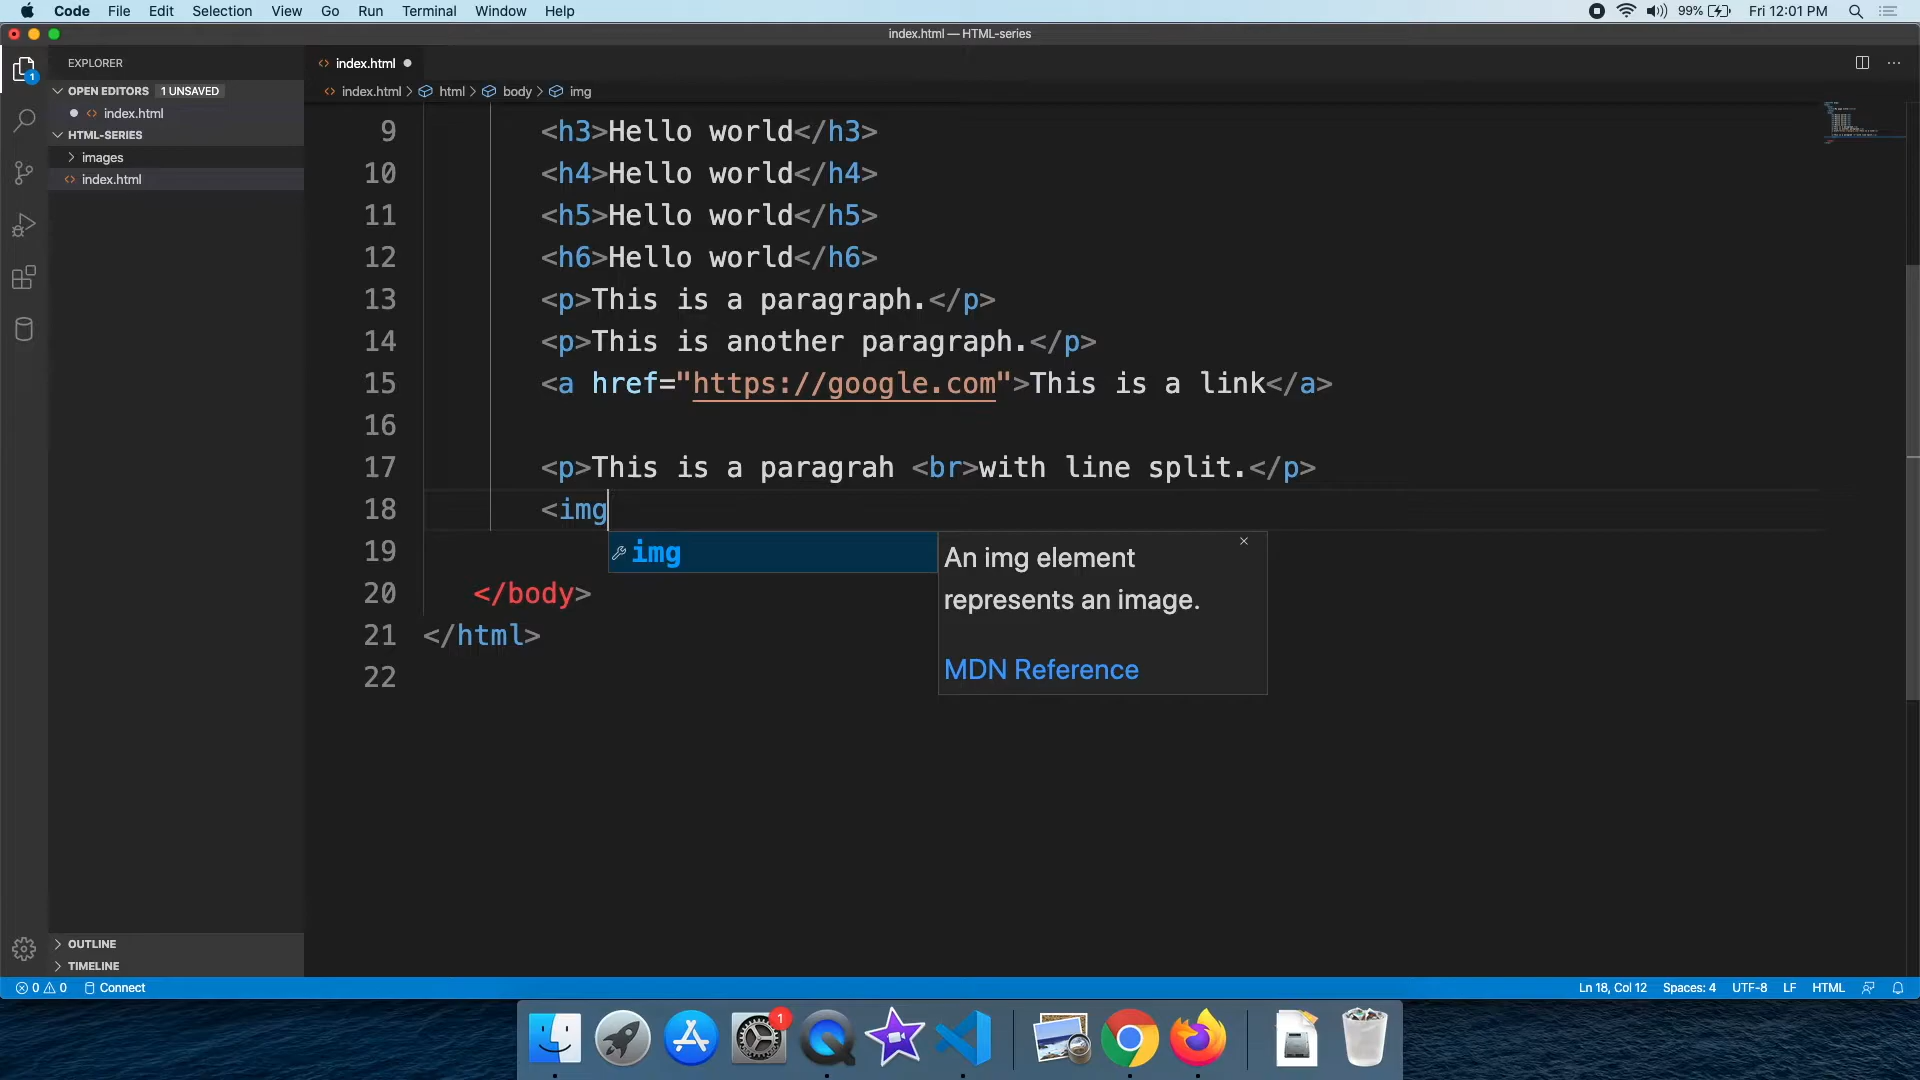 Code File Edit Selection View Go Run Terminal Window Help 99% Fri 12:01 PM
index.html — HTML-series
EXPLORER
OPEN EDITORS 1 UNSAVED
index.html
HTML-SERIES
images
index.html
OUTLINE
TIMELINE
index.html
index.html > html > body > img
9 <h3>Hello world</h3>
10 <h4>Hello world</h4>
11 <h5>Hello world</h5>
12 <h6>Hello world</h6>
13 <p>This is a paragraph.</p>
14 <p>This is another paragraph.</p>
15 <a href="https://google.com">This is a link</a>
16
17 <p>This is a paragrah <br>with line split.</p>
18 <img
19
20 </body>
21 </html>
22
img
An img element
represents an image.
MDN Reference
0 0 Connect Ln 18, Col 12 Spaces: 4 UTF-8 LF HTML
1
1